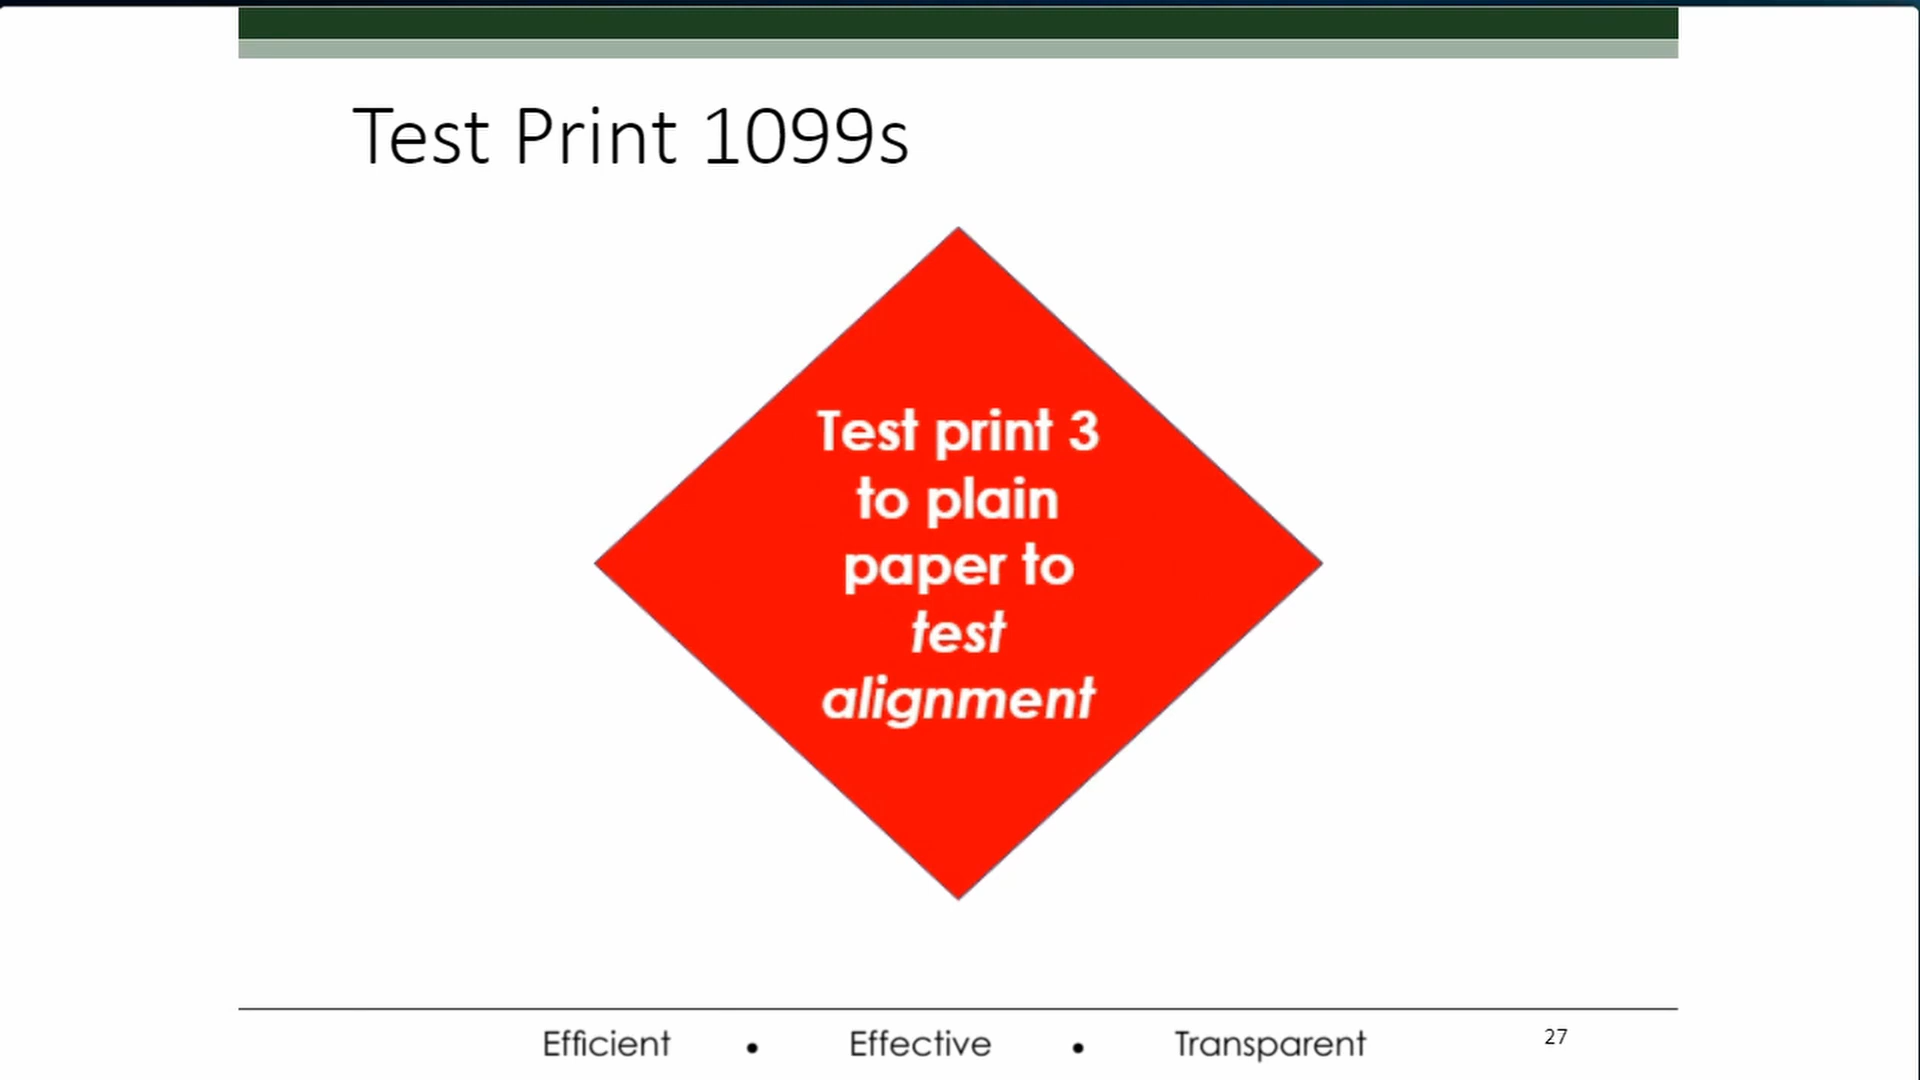 Test Print 1099s
Test print 3
to plain
paper to
test
alignment
Efficient • Effective • Transparent 27